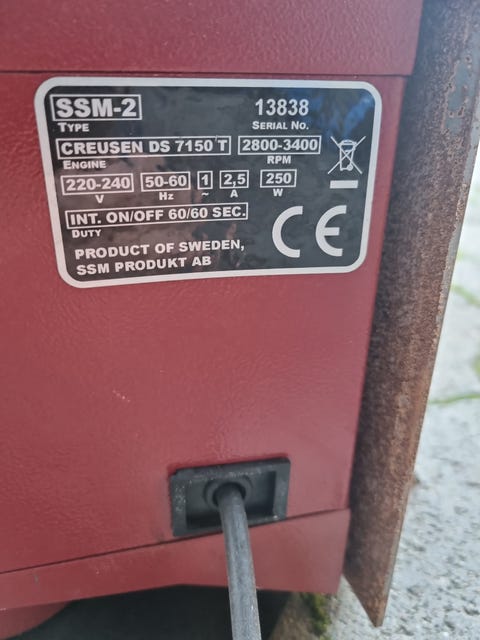 SSM-2 13838
TYPE SERIAL NO.
CREUSEN DS 7150 T 2800-3400
ENGINE RPM
220-240 50-60 1 2,5 250
V Hz ~ A W
INT. ON/OFF 60/60 SEC.
DUTY
PRODUCT OF SWEDEN,
SSM PRODUKT AB
CE